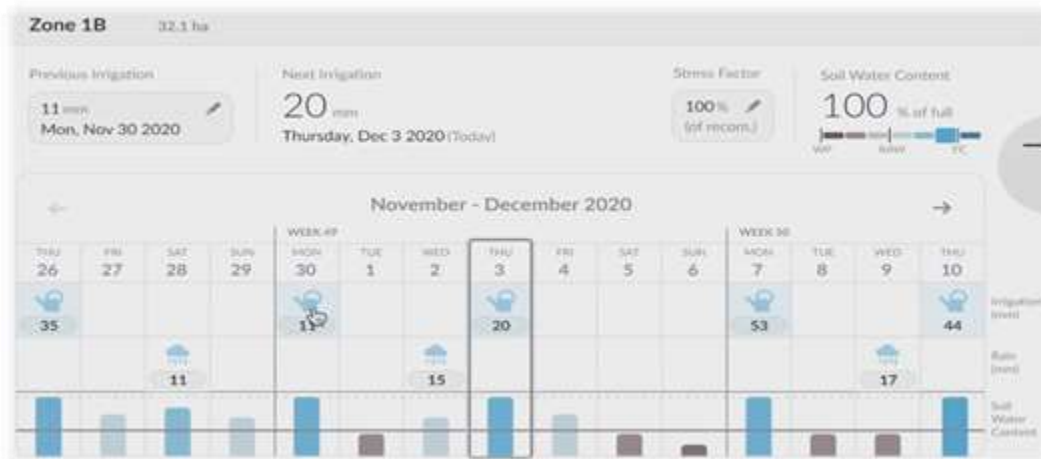 Zone 1B 32.1 ha
Previous Irrigation Next Irrigation Stress Factor Soil Water Content
11 mm 20 mm 100 % 100 % of full
Mon, Nov 30 2020 Thursday, Dec 3 2020 (Today) (of recom.)
WP RAW FC
November - December 2020
WEEK 49 WEEK 50
THU FRI SAT SUN MON TUE WED THU FRI SAT SUN MON TUE WED THU
26 27 28 29 30 1 2 3 4 5 6 7 8 9 10
35 11 20 53 44
Irrigation
(mm)
11 15 17
Rain
(mm)
Soil
Water
Content